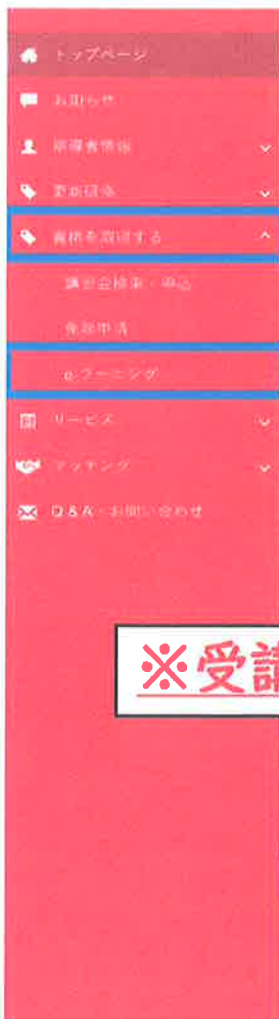 トップページ
お知らせ
指導者情報
更新研修
資格を取得する
講習会検索・申込
免除申請
e-ラーニング
サービス
マッチング
Q&A・お問い合わせ
※受講